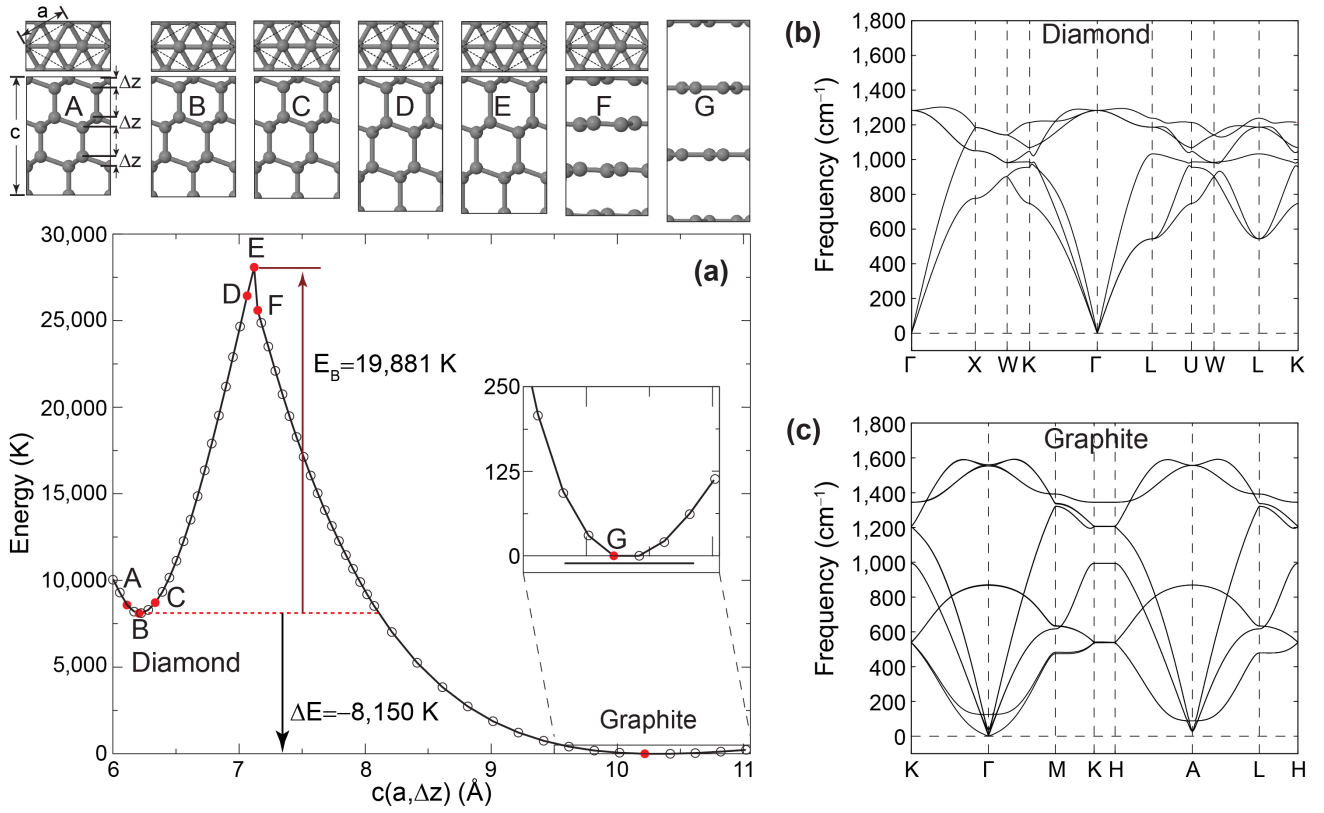 a
c
Δz
Δz
Δz
A
B
C
D
E
F
G
(a)
30,000
25,000
20,000
15,000
10,000
5,000
0
Energy (K)
6
7
8
9
10
11
c(a,Δz) (Å)
E
D
F
E_B=19,881 K
A
C
B
Diamond
ΔE=−8,150 K
Graphite
250
125
0
G
(b)
Diamond
1,800
1,600
1,400
1,200
1,000
800
600
400
200
0
Frequency (cm⁻¹)
Γ X W K Γ L U W L K
(c)
Graphite
1,800
1,600
1,400
1,200
1,000
800
600
400
200
0
Frequency (cm⁻¹)
K Γ M K H A L H